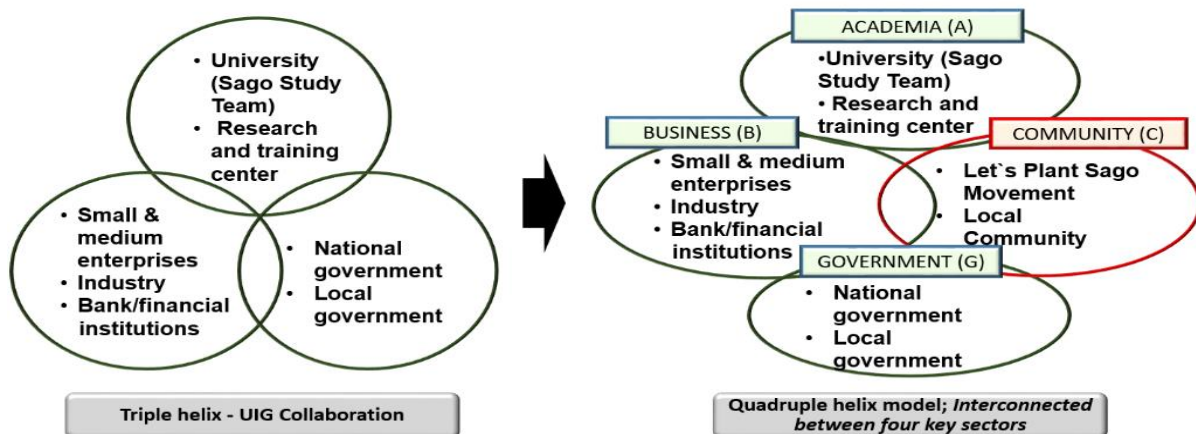 • University
(Sago Study
Team)
• Research
and training
center
• Small &
medium
enterprises
• Industry
• Bank/financial
institutions
• National
government
• Local
government
Triple helix - UIG Collaboration
ACADEMIA (A)
•University (Sago
Study Team)
• Research and
training center
BUSINESS (B)
• Small & medium
enterprises
• Industry
• Bank/financial
institutions
COMMUNITY (C)
• Let`s Plant Sago
Movement
• Local
Community
GOVERNMENT (G)
• National
government
• Local
government
Quadruple helix model; Interconnected
between four key sectors